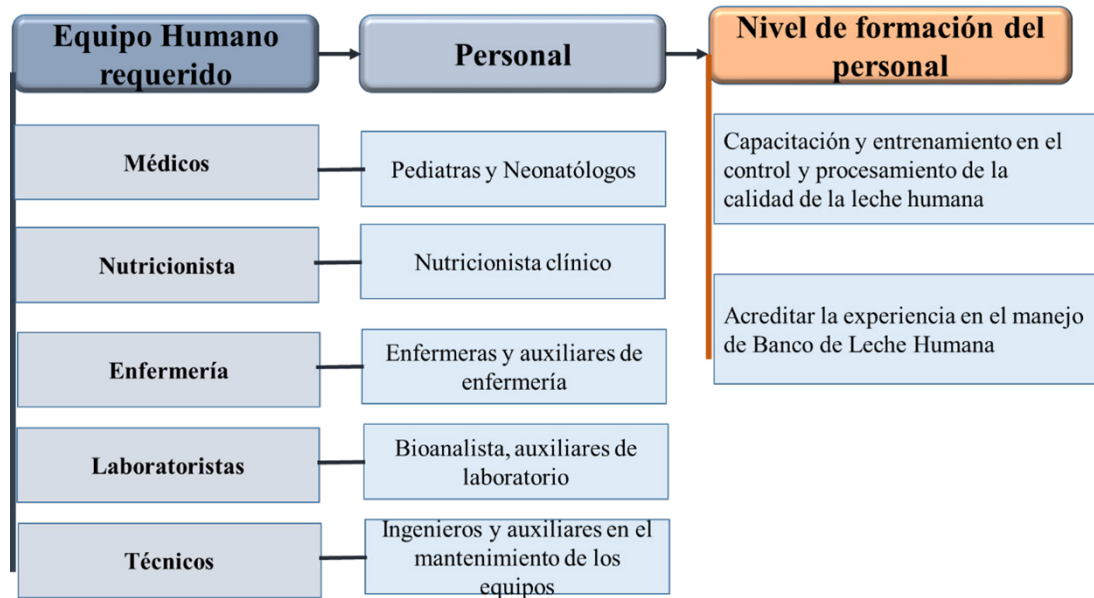 Equipo Humano
requerido
Personal
Nivel de formación del
personal
Médicos
Pediatras y Neonatólogos
Capacitación y entrenamiento en el
control y procesamiento de la
calidad de la leche humana
Nutricionista
Nutricionista clínico
Acreditar la experiencia en el manejo
de Banco de Leche Humana
Enfermería
Enfermeras y auxiliares de
enfermería
Laboratoristas
Bioanalista, auxiliares de
laboratorio
Técnicos
Ingenieros y auxiliares en el
mantenimiento de los
equipos